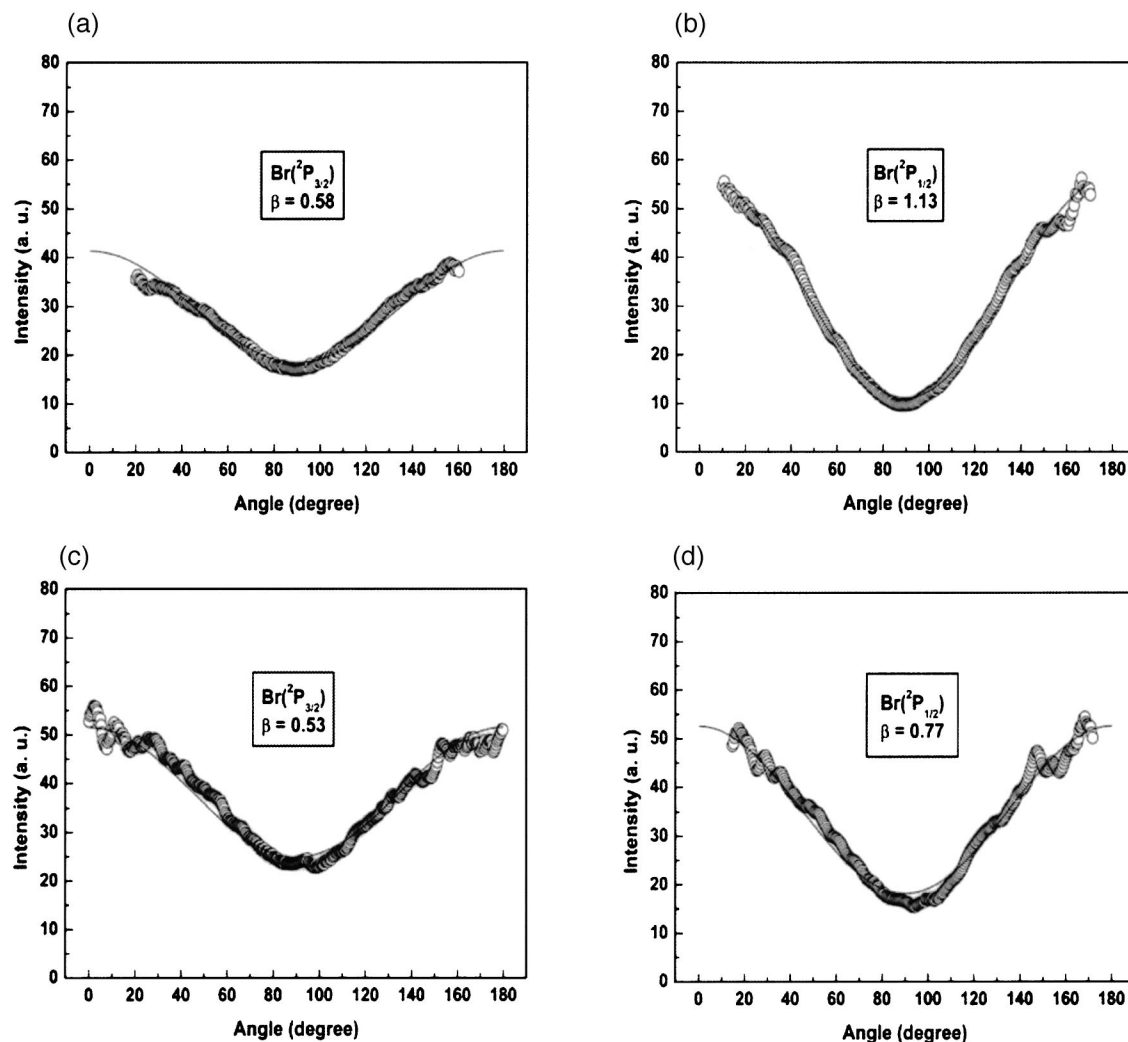 (a)
80
70
60
50
40
30
20
10
0
Intensity (a. u.)
Br(²P₃/₂)
β = 0.58
0 20 40 60 80 100 120 140 160 180
Angle (degree)
(b)
80
70
60
50
40
30
20
10
0
Intensity (a. u.)
Br(²P₁/₂)
β = 1.13
0 20 40 60 80 100 120 140 160 180
Angle (degree)
(c)
80
70
60
50
40
30
20
10
0
Intensity (a. u.)
Br(²P₃/₂)
β = 0.53
0 20 40 60 80 100 120 140 160 180
Angle (degree)
(d)
80
70
60
50
40
30
20
10
0
Intensity (a. u.)
Br(²P₁/₂)
β = 0.77
0 20 40 60 80 100 120 140 160 180
Angle (degree)